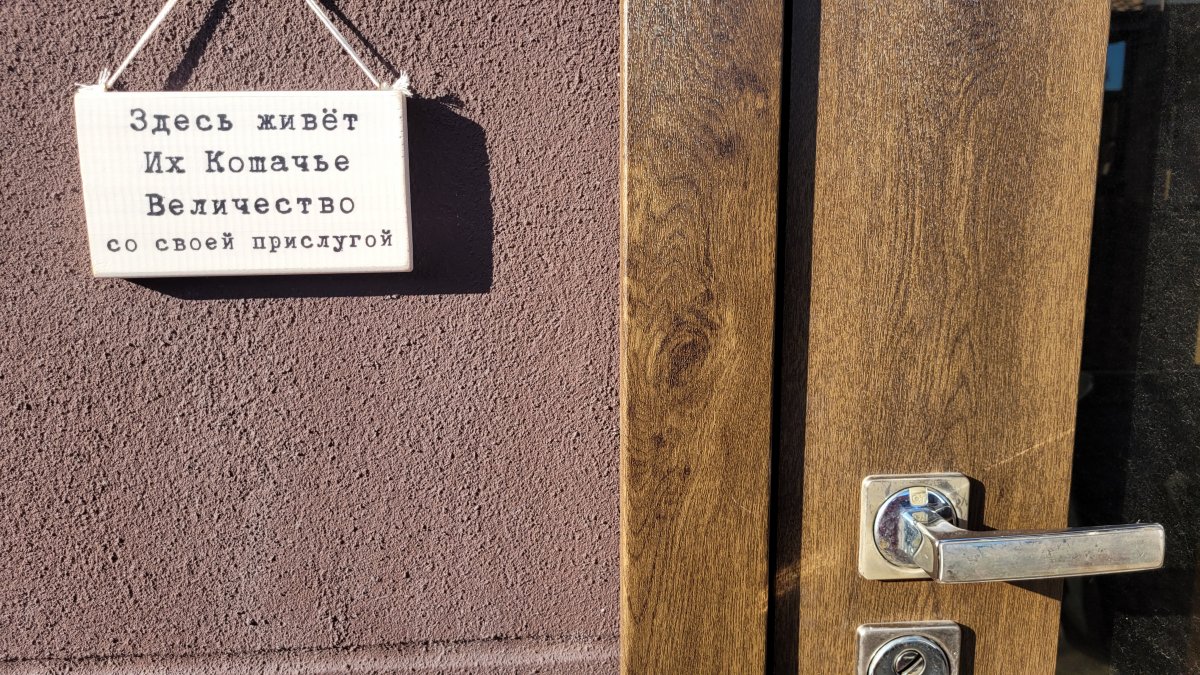 Здесь живёт
Их Кошачье
Величество
со своей прислугой